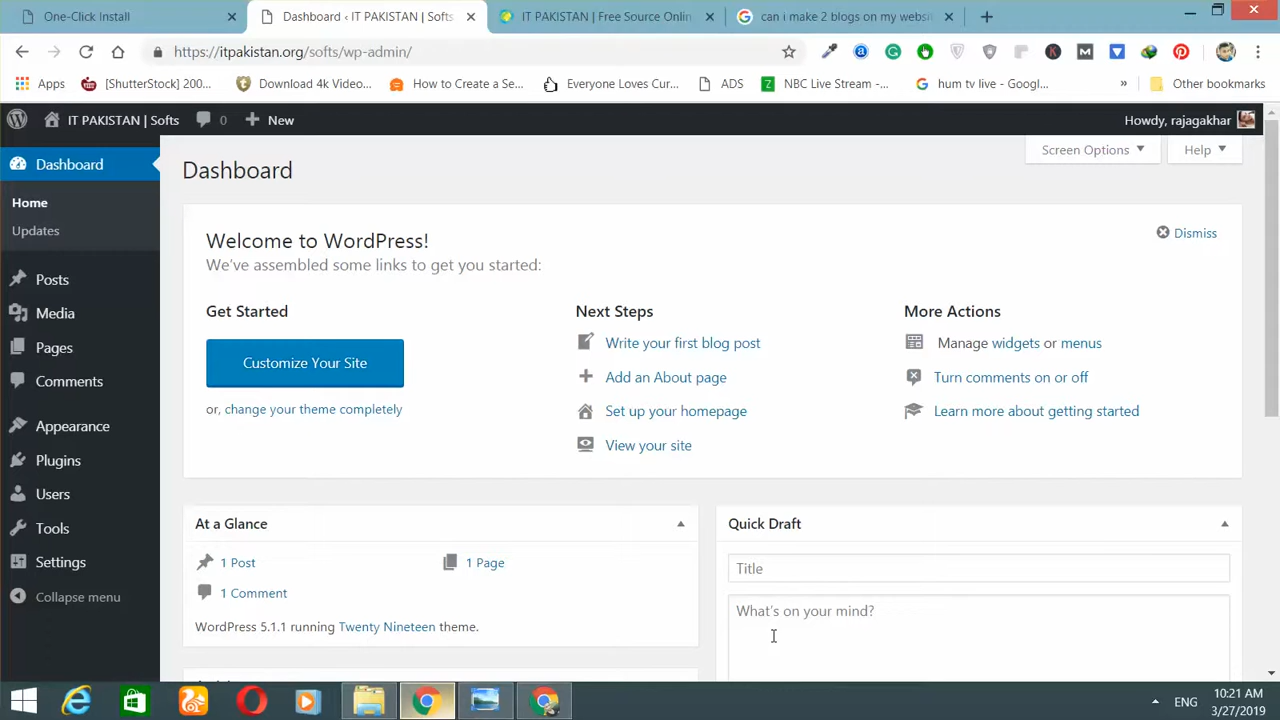 One-Click Install
Dashboard ‹ IT PAKISTAN | Softs
IT PAKISTAN | Free Source Onlin
can i make 2 blogs on my websi
https://itpakistan.org/softs/wp-admin/
Apps
[ShutterStock] 200...
Download 4k Video...
How to Create a Se...
Everyone Loves Cur...
ADS
NBC Live Stream -...
hum tv live - Googl...
»
Other bookmarks
IT PAKISTAN | Softs
0
New
Howdy, rajagakhar
Dashboard
Home
Updates
Posts
Media
Pages
Comments
Appearance
Plugins
Users
Tools
Settings
Collapse menu
Screen Options
Help
Dashboard
Welcome to WordPress!
Dismiss
We've assembled some links to get you started:
Get Started
Customize Your Site
or, change your theme completely
Next Steps
Write your first blog post
Add an About page
Set up your homepage
View your site
More Actions
Manage widgets or menus
Turn comments on or off
Learn more about getting started
At a Glance
1 Post
1 Page
1 Comment
WordPress 5.1.1 running Twenty Nineteen theme.
Quick Draft
Title
What's on your mind?
ENG
10:21 AM
3/27/2019